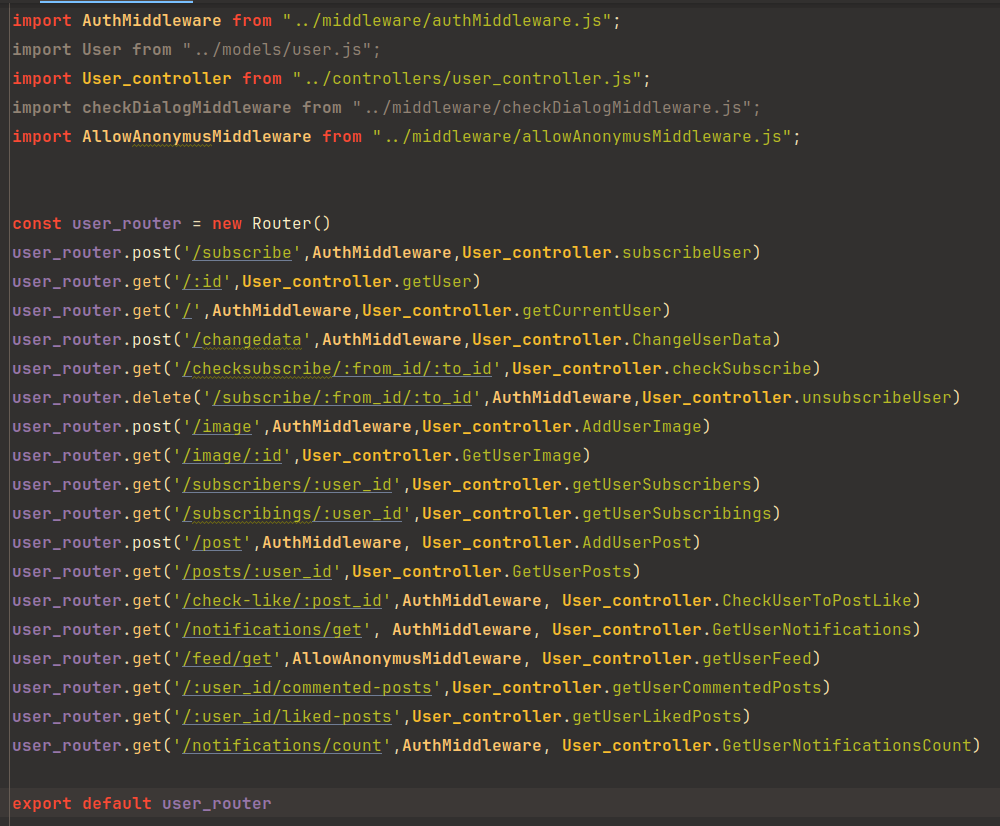 import AuthMiddleware from "../middleware/authMiddleware.js";
import User from "../models/user.js";
import User_controller from "../controllers/user_controller.js";
import checkDialogMiddleware from "../middleware/checkDialogMiddleware.js";
import AllowAnonymusMiddleware from "../middleware/allowAnonymusMiddleware.js";
const user_router = new Router()
user_router.post('/subscribe',AuthMiddleware,User_controller.subscribeUser)
user_router.get('/:id',User_controller.getUser)
user_router.get('/',AuthMiddleware,User_controller.getCurrentUser)
user_router.post('/changedata',AuthMiddleware,User_controller.ChangeUserData)
user_router.get('/checksubscribe/:from_id/:to_id',User_controller.checkSubscribe)
user_router.delete('/subscribe/:from_id/:to_id',AuthMiddleware,User_controller.unsubscribeUser)
user_router.post('/image',AuthMiddleware,User_controller.AddUserImage)
user_router.get('/image/:id',User_controller.GetUserImage)
user_router.get('/subscribers/:user_id',User_controller.getUserSubscribers)
user_router.get('/subscribings/:user_id',User_controller.getUserSubscribings)
user_router.post('/post',AuthMiddleware, User_controller.AddUserPost)
user_router.get('/posts/:user_id',User_controller.GetUserPosts)
user_router.get('/check-like/:post_id',AuthMiddleware, User_controller.CheckUserToPostLike)
user_router.get('/notifications/get', AuthMiddleware, User_controller.GetUserNotifications)
user_router.get('/feed/get',AllowAnonymusMiddleware, User_controller.getUserFeed)
user_router.get('/:user_id/commented-posts',User_controller.getUserCommentedPosts)
user_router.get('/:user_id/liked-posts',User_controller.getUserLikedPosts)
user_router.get('/notifications/count',AuthMiddleware, User_controller.GetUserNotificationsCount)
export default user_router